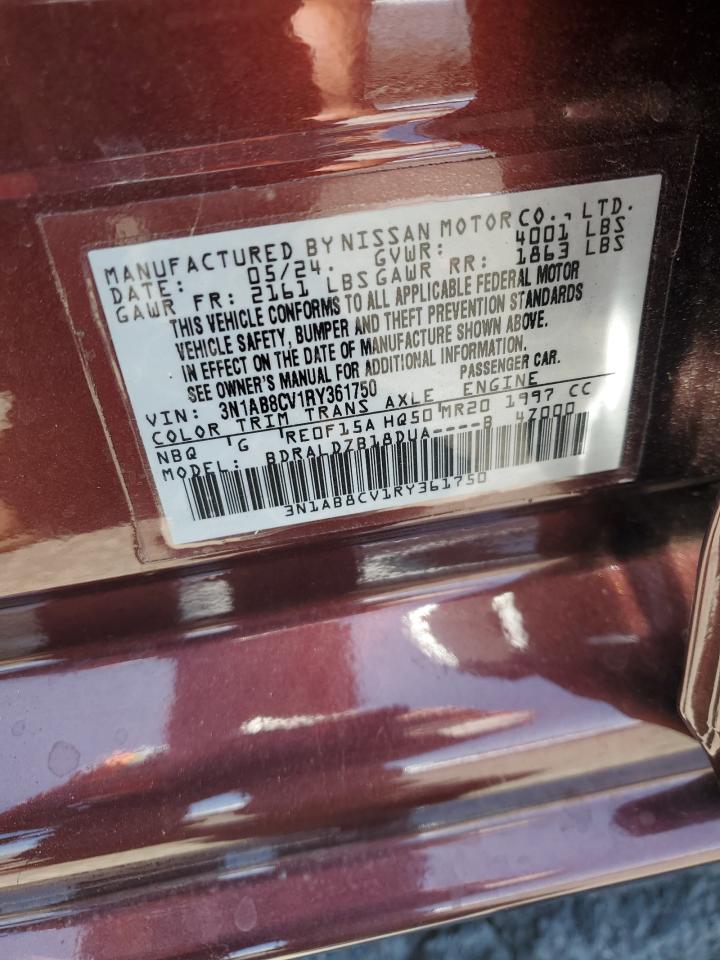 MANUFACTURED BY NISSAN MOTOR CO., LTD.
DATE: 05/24. GVWR: 4001 LBS
GAWR FR: 2161 LBS GAWR RR: 1863 LBS
THIS VEHICLE CONFORMS TO ALL APPLICABLE FEDERAL MOTOR
VEHICLE SAFETY, BUMPER AND THEFT PREVENTION STANDARDS
IN EFFECT ON THE DATE OF MANUFACTURE SHOWN ABOVE.
SEE OWNER'S MANUAL FOR ADDITIONAL INFORMATION.
VIN: 3N1AB8CV1RY361750 PASSENGER CAR.
COLOR TRIM TRANS AXLE ENGINE
NBQ G RE0F15A HQ50 MR20 1997 CC
MODEL: BDRALDZB18DUA----B 47000
3N1AB8CV1RY361750